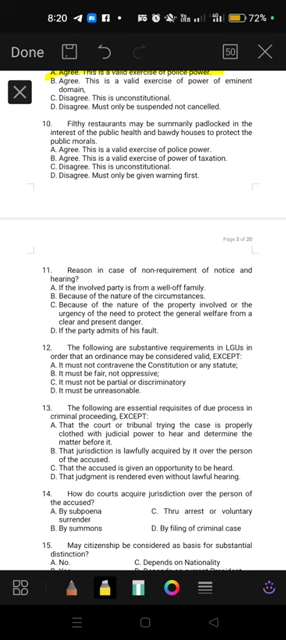 8:20
72%
Done
50
A. Agree. This is a valid exercise of police power.
B. Agree. This is a valid exercise of power of eminent
domain,
C. Disagree. This is unconstitutional.
D. Disagree. Must only be suspended not cancelled.
10. Filthy restaurants may be summarily padlocked in the
interest of the public health and bawdy houses to protect the
public morals.
A. Agree. This is a valid exercise of police power.
B. Agree. This is a valid exercise of power of taxation.
C. Disagree. This is unconstitutional.
D. Disagree. Must only be given warning first.
Page 3 of 20
11. Reason in case of non-requirement of notice and
hearing?
A. If the involved party is from a well-off family.
B. Because of the nature of the circumstances.
C. Because of the nature of the property involved or the
urgency of the need to protect the general welfare from a
clear and present danger.
D. If the party admits of his fault.
12. The following are substantive requirements in LGUs in
order that an ordinance may be considered valid, EXCEPT:
A. It must not contravene the Constitution or any statute;
B. It must be fair, not oppressive;
C. It must not be partial or discriminatory
D. It must be unreasonable.
13. The following are essential requisites of due process in
criminal proceeding, EXCEPT:
A. That the court or tribunal trying the case is properly
clothed with judicial power to hear and determine the
matter before it.
B. That jurisdiction is lawfully acquired by it over the person
of the accused.
C. That the accused is given an opportunity to be heard.
D. That judgment is rendered even without lawful hearing.
14. How do courts acquire jurisdiction over the person of
the accused?
A. By subpoena C. Thru arrest or voluntary
surrender
B. By summons D. By filing of criminal case
15. May citizenship be considered as basis for substantial
distinction?
A. No. C. Depends on Nationality